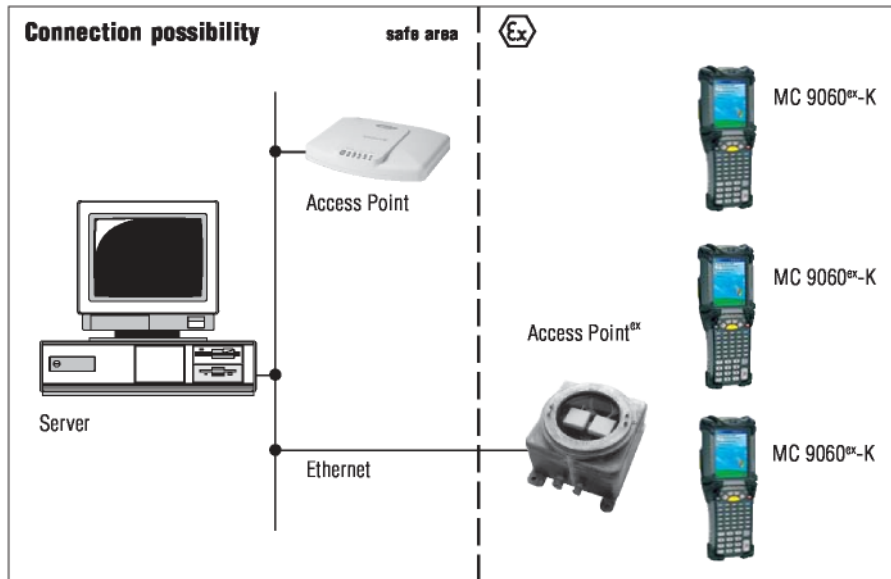 Connection possibility
safe area
Ex
MC 9060ex-K
Access Point
MC 9060ex-K
Access Pointex
Server
MC 9060ex-K
Ethernet